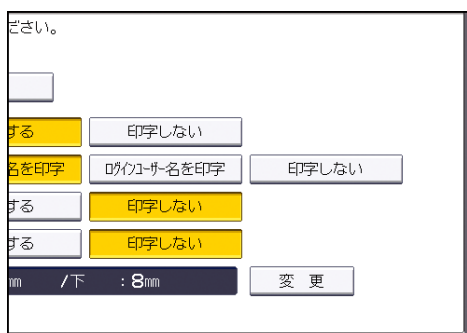 ださい。
する 印字しない
名を印字 ﾛｸﾞｲﾝﾕｰｻﾞｰ名を印字 印字しない
する 印字しない
する 印字しない
mm /下 :8mm 変 更